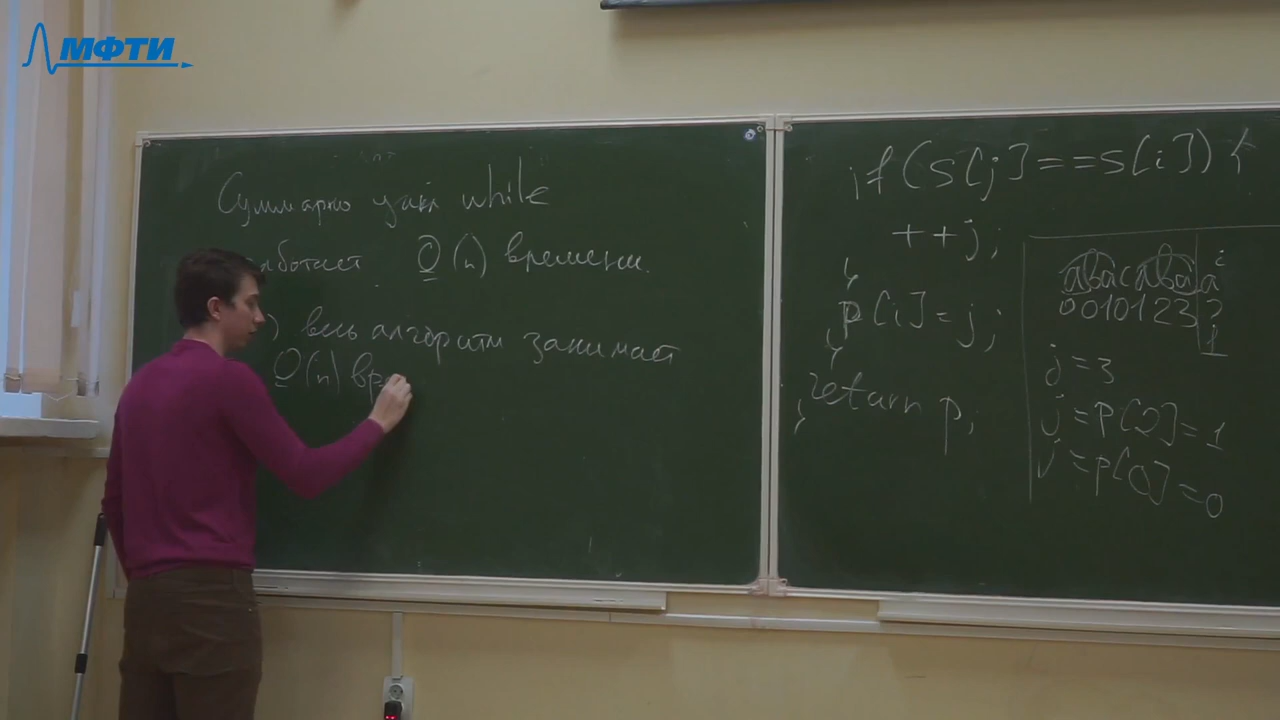 МФТИ
Суммарно цикл while
работает O(n) времени.
) весь алгоритм занимает
O(n) вр
if (s[j]==s[i]) {
++j;
}
p[i]=j;
}
return p;
}
i
abacabaa
0010123?
1
j=3
j=p[2]=1
j=p[0]=0